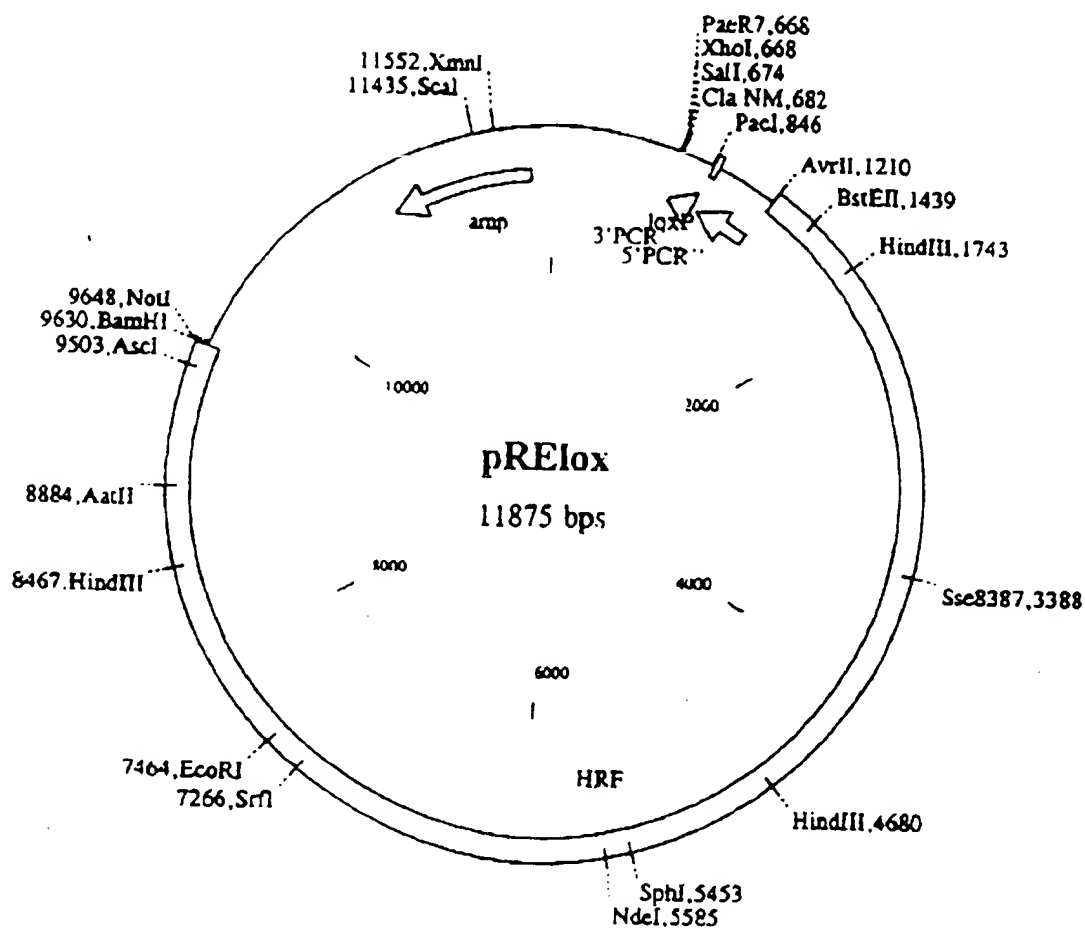 PaeR7,668
XhoI,668
SalI,674
Cla NM,682
PacI,846
11552,XmnI
11435,ScaI
AvrII,1210
BstEII,1439
HindIII,1743
amp
loxP
3'PCR
5'PCR
9648,NotI
9630,BamHI
9503,AscI
10000
2000
pRElox
11875 bps
8884,AatII
8467,HindIII
8000
4000
Sse8387,3388
6000
7464,EcoRI
7266,SrfI
HRF
HindIII,4680
SphI,5453
NdeI,5585